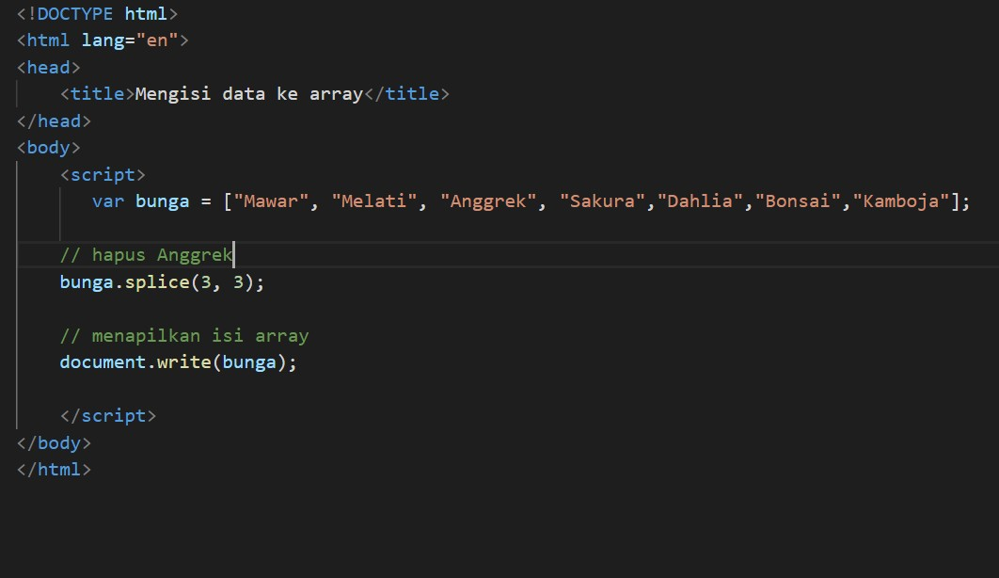 <!DOCTYPE html>
<html lang="en">
<head>
    <title>Mengisi data ke array</title>
</head>
<body>
    <script>
       var bunga = ["Mawar", "Melati", "Anggrek", "Sakura","Dahlia","Bonsai","Kamboja"];

    // hapus Anggrek
    bunga.splice(3, 3);

    // menapilkan isi array
    document.write(bunga);

    </script>
</body>
</html>